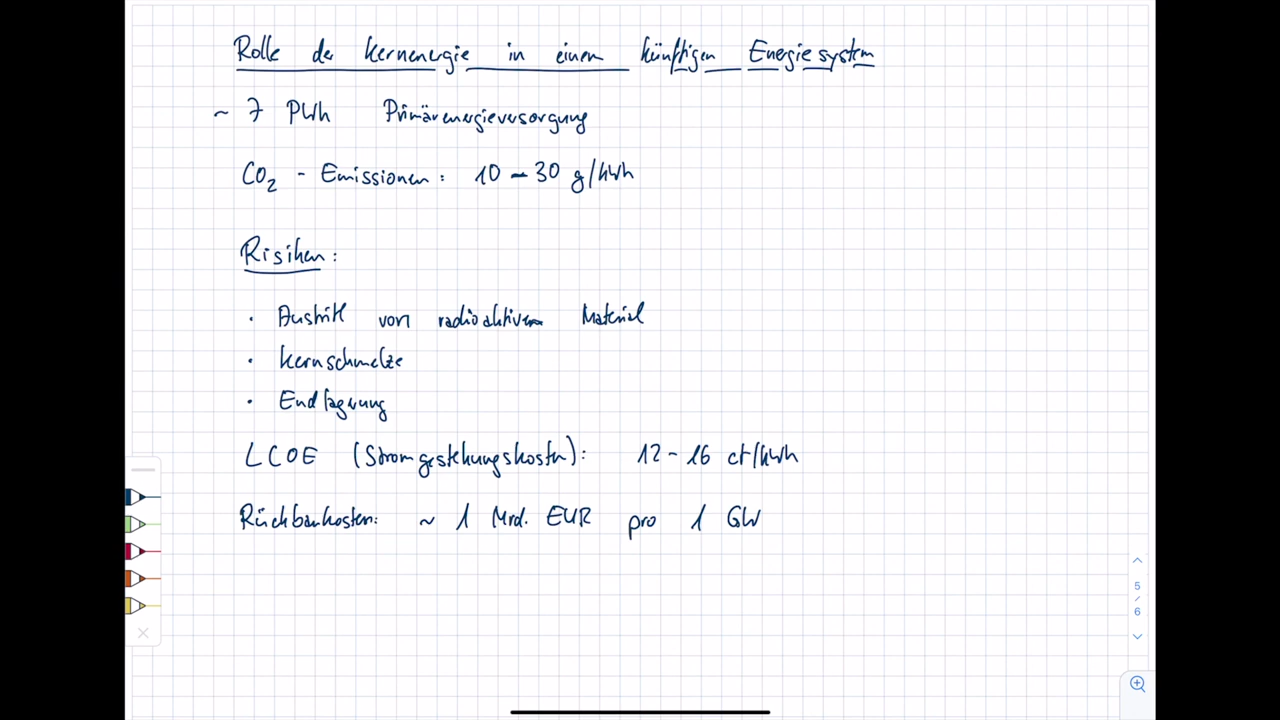 Rolle der Kernenergie in einem künftigen Energiesystem
~ 7 PWh Primärenergieversorgung
CO₂ - Emissionen: 10 - 30 g/kWh
Risiken:
· Austritt von radioaktivem Material
· Kernschmelze
· Endlagerung
LCOE (Stromgestehungskosten): 12 - 16 ct/kWh
Rückbaukosten: ~ 1 Mrd. EUR pro 1 GW
5
/
6